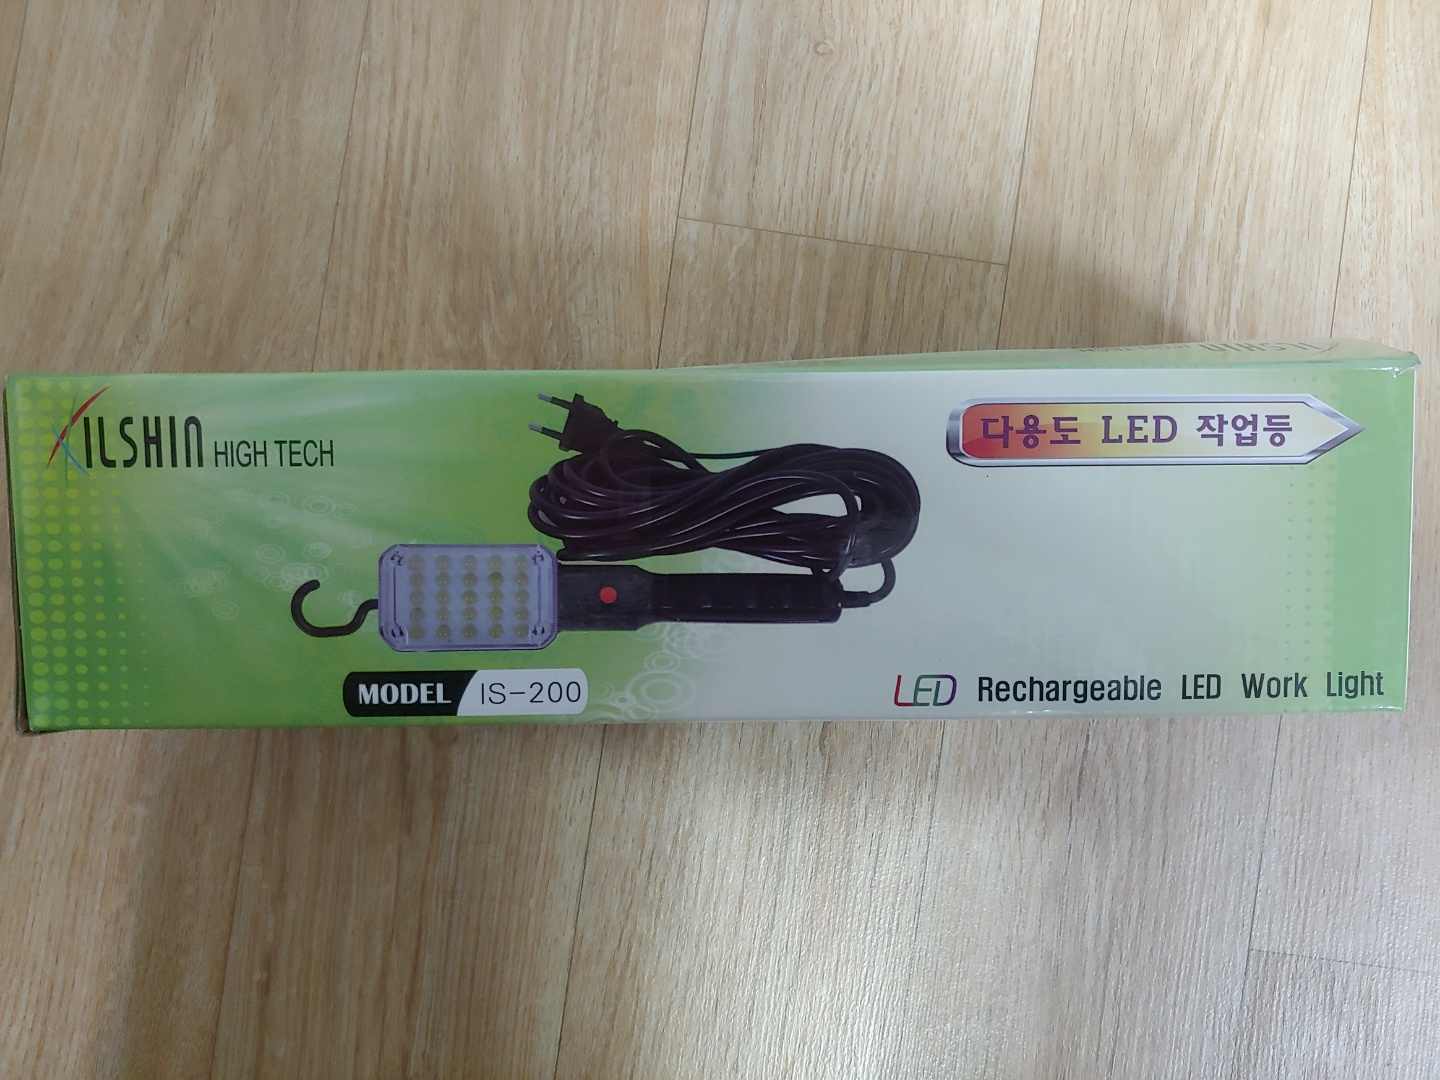 ILSHIN HIGH TECH
다용도 LED 작업등
MODEL IS-200
LED Rechargeable LED Work Light